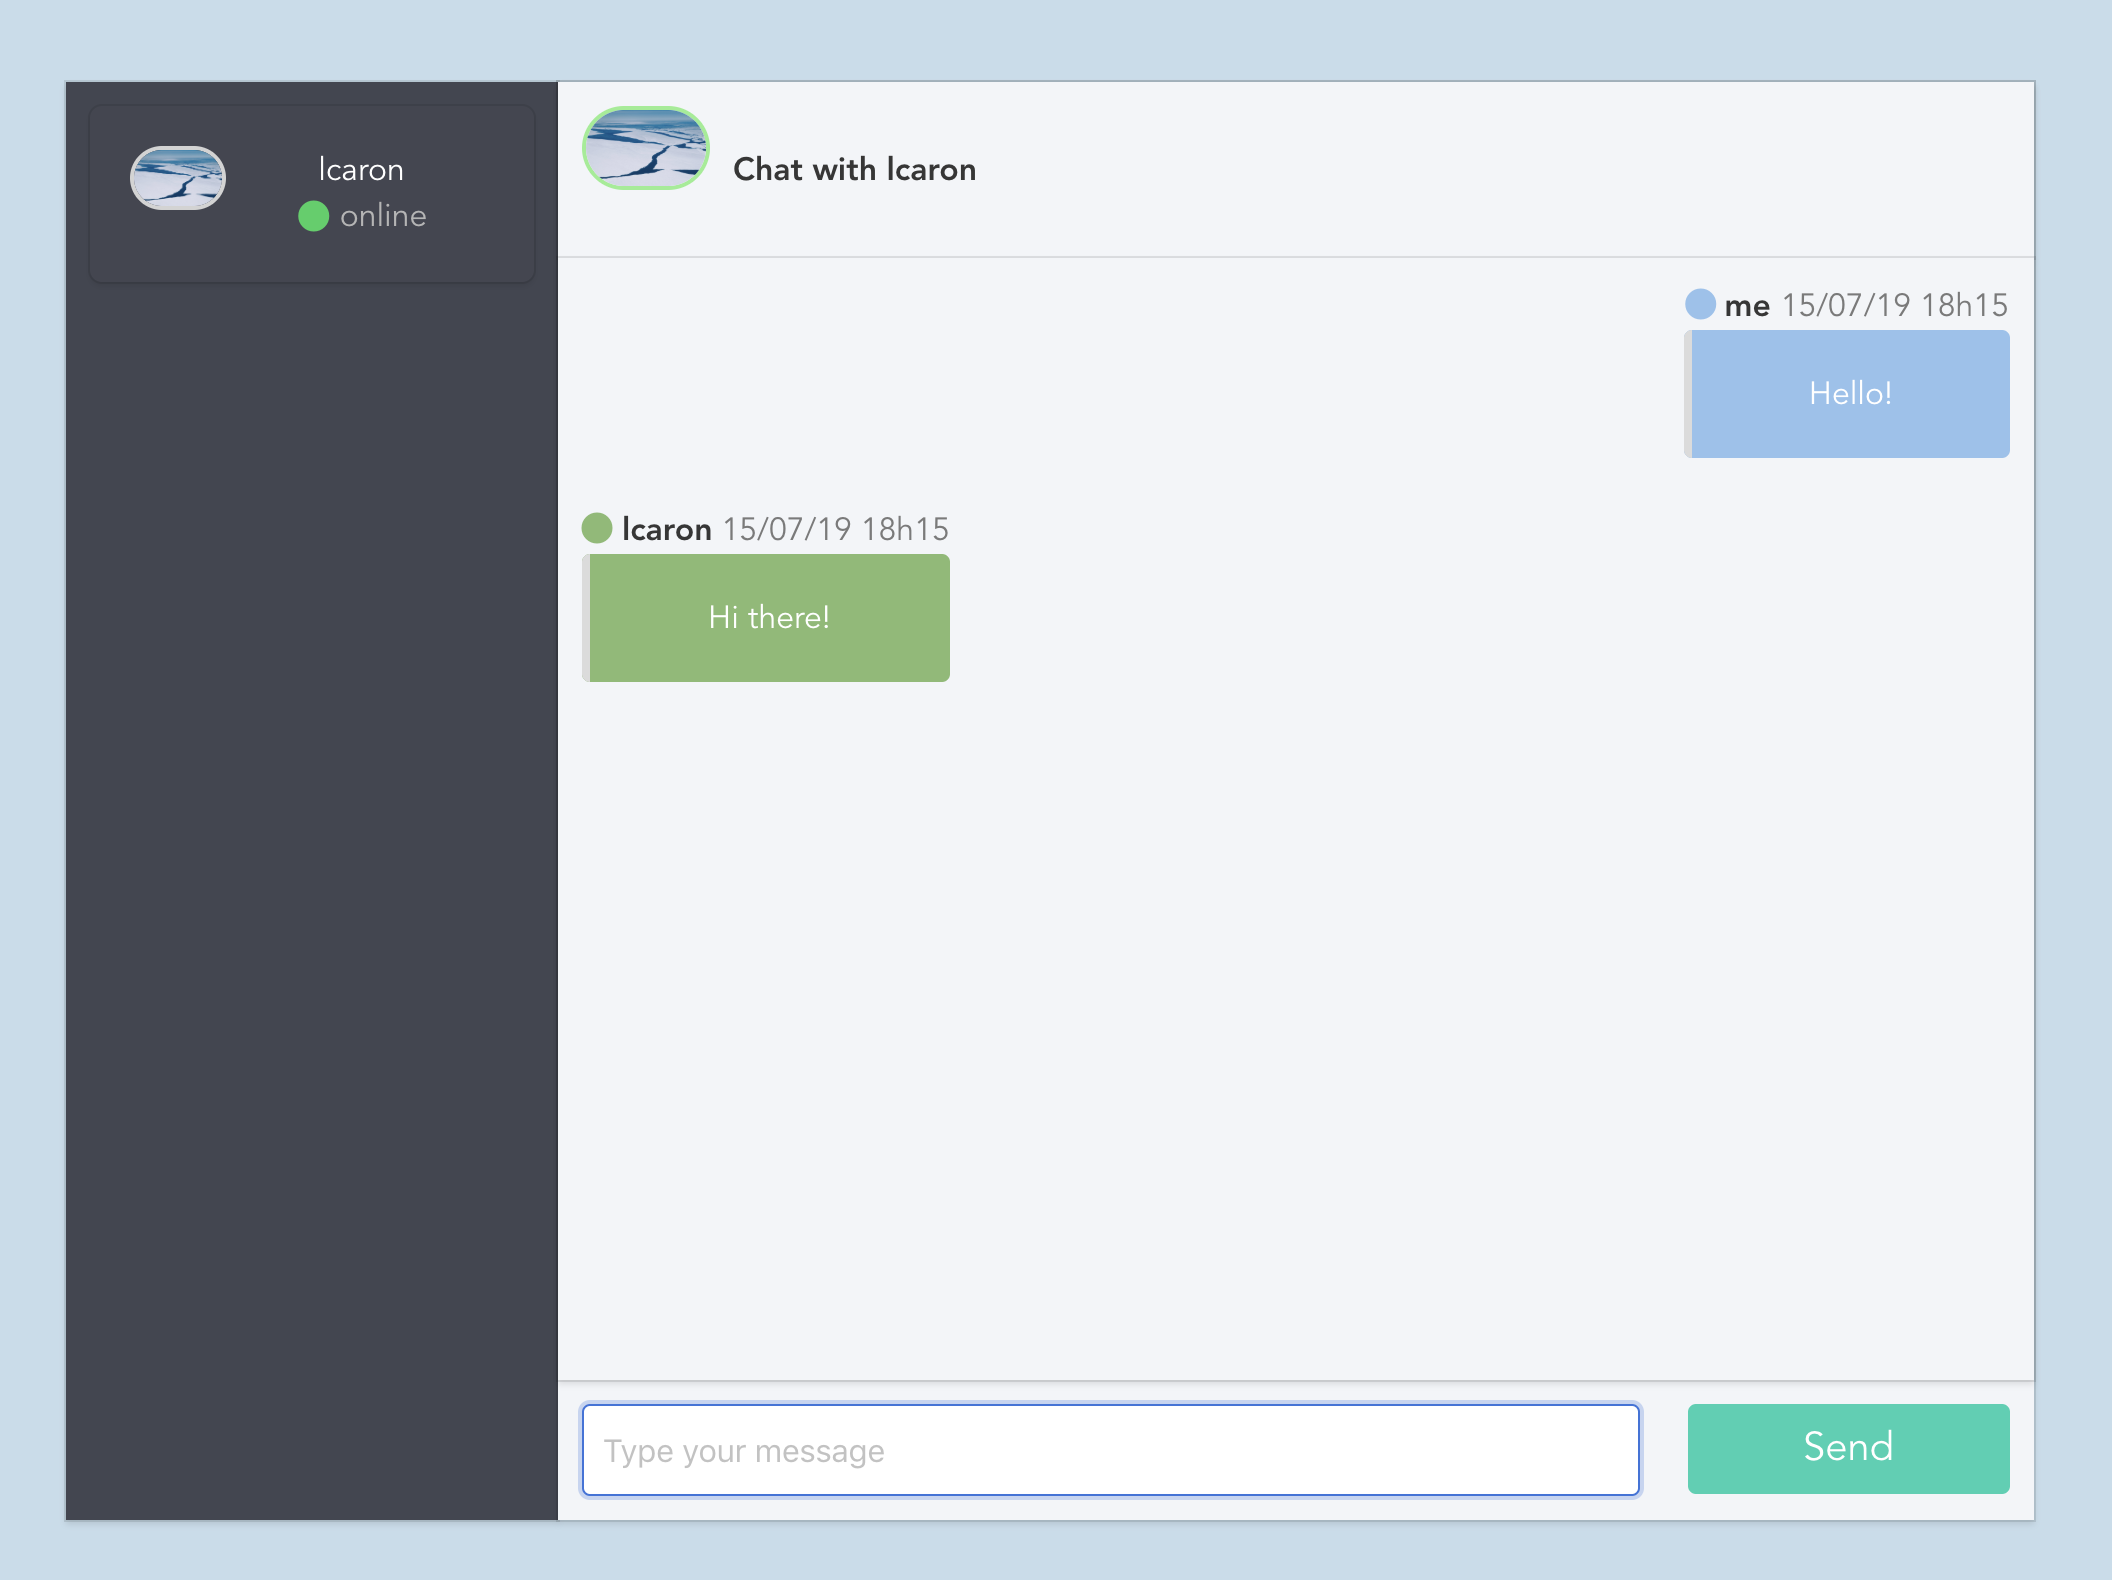 lcaron
online
Chat with lcaron
me 15/07/19 18h15
Hello!
lcaron 15/07/19 18h15
Hi there!
Type your message
Send